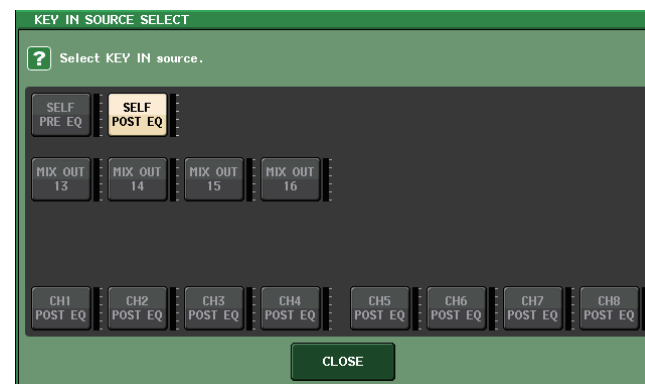 KEY IN SOURCE SELECT
? Select KEY IN source.
SELF PRE EQ
SELF POST EQ
MIX OUT 13
MIX OUT 14
MIX OUT 15
MIX OUT 16
CH1 POST EQ
CH2 POST EQ
CH3 POST EQ
CH4 POST EQ
CH5 POST EQ
CH6 POST EQ
CH7 POST EQ
CH8 POST EQ
CLOSE